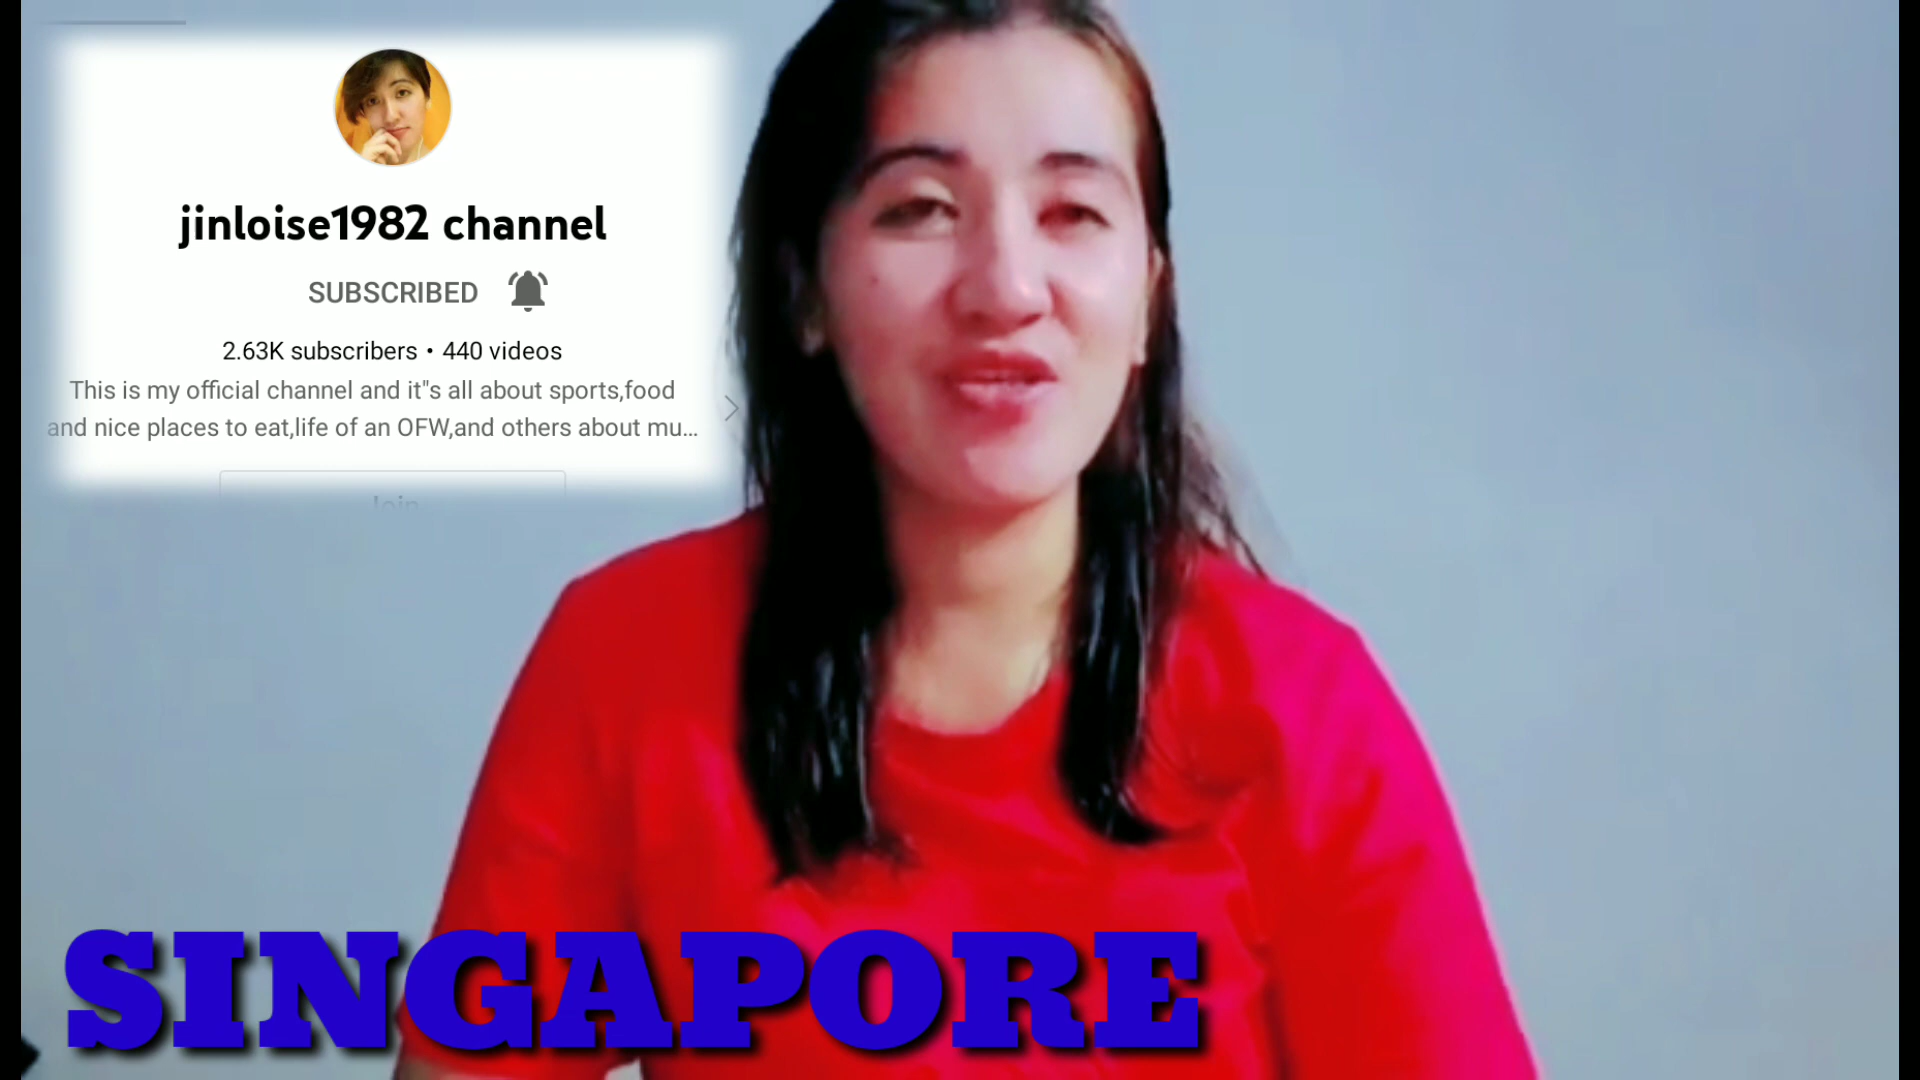 jinloise1982 channel
SUBSCRIBED
2.63K subscribers • 440 videos
This is my official channel and it"s all about sports,food
and nice places to eat,life of an OFW,and others about mu...
Join
SINGAPORE